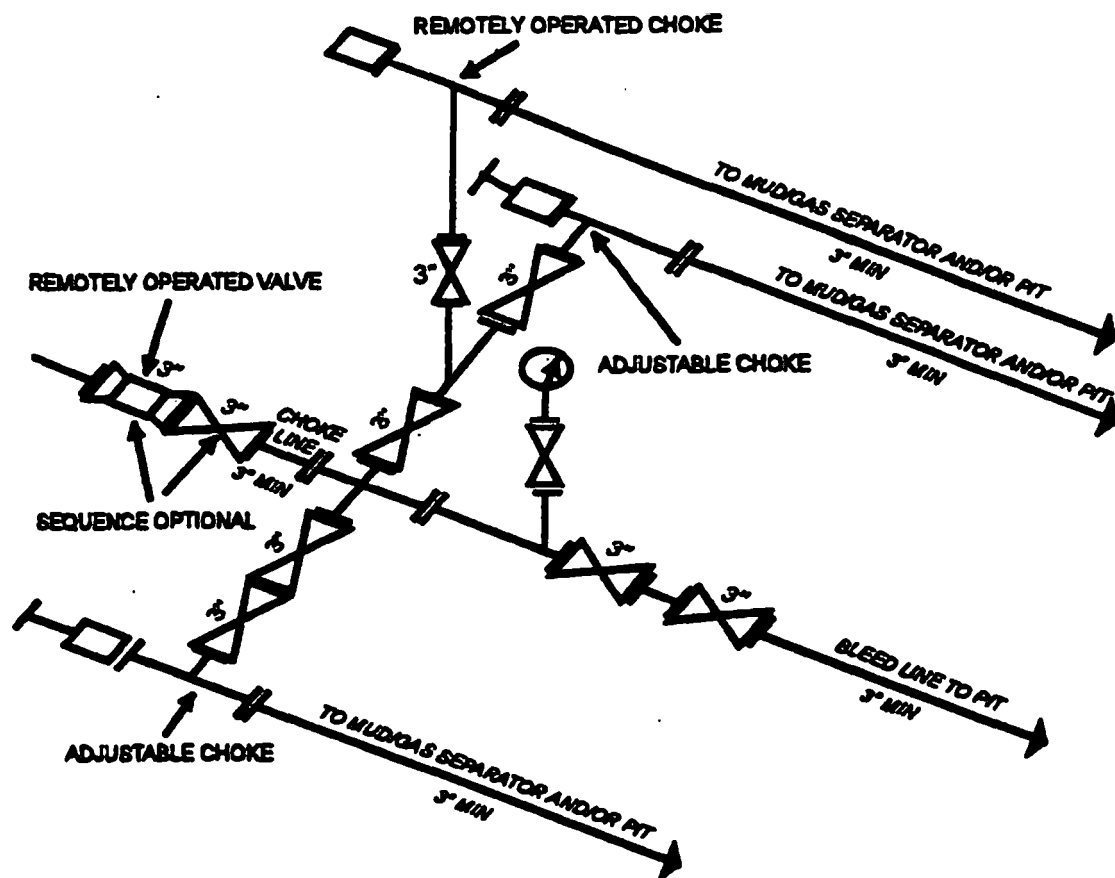 REMOTELY OPERATED CHOKE
TO MUD/GAS SEPARATOR AND/OR PIT
3" MIN
TO MUD/GAS SEPARATOR AND/OR PIT
3" MIN
3"
REMOTELY OPERATED VALVE
ADJUSTABLE CHOKE
3"
3"
CHOKE
LINE
3" MIN
SEQUENCE OPTIONAL
3"
3"
BLEED LINE TO PIT
3" MIN
ADJUSTABLE CHOKE
TO MUD/GAS SEPARATOR AND/OR PIT
3" MIN